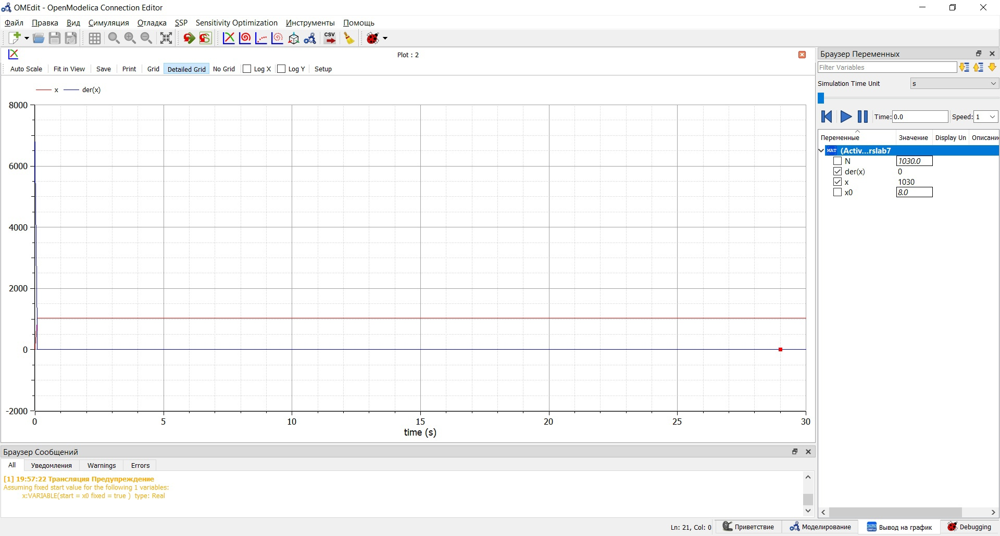 OMEdit - OpenModelica Connection Editor
Файл Правка Вид Симуляция Отладка SSP Sensitivity Optimization Инструменты Помощь
CSV
Plot : 2
Auto Scale Fit in View Save Print Grid Detailed Grid No Grid Log X Log Y Setup
x der(x)
8000
6000
4000
2000
0
-2000
0 5 10 15 20 25 30
time (s)
Браузер Переменных
Filter Variables
Simulation Time Unit s
Time: 0.0 Speed: 1
Переменные Значение Display Un Описание
MAT (Activ...rslab7
N 1030.0
der(x) 0
x 1030
x0 8.0
Браузер Сообщений
All Уведомления Warnings Errors
[1] 19:57:22 Трансляция Предупреждение
Assuming fixed start value for the following 1 variables:
x:VARIABLE(start = x0 fixed = true ) type: Real
Ln: 21, Col: 0 Приветствие Моделирование Вывод на график Debugging